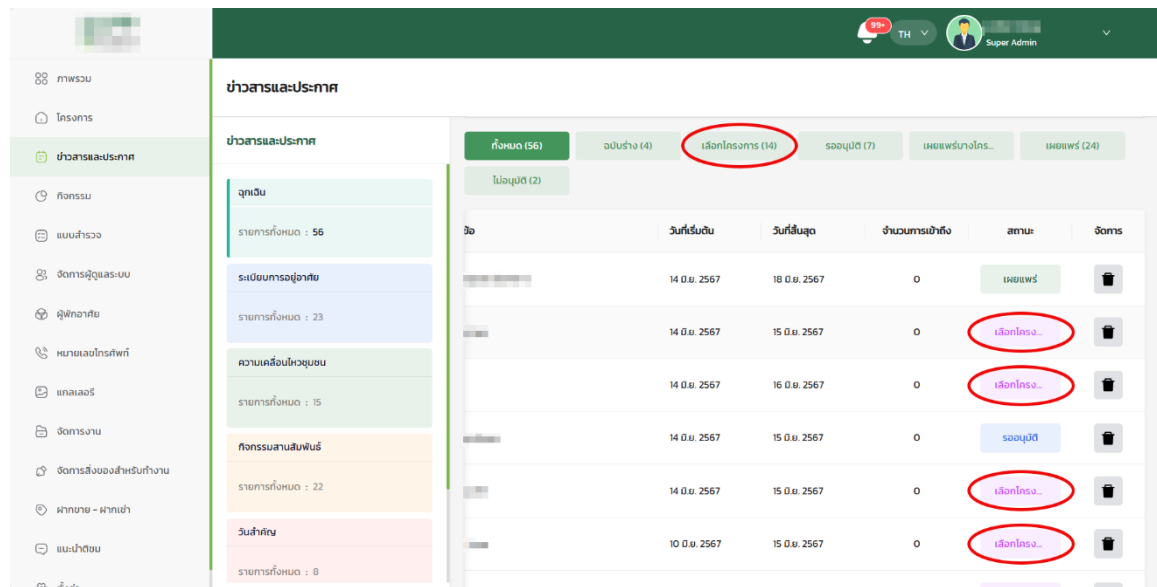 99+
TH
Super Admin
ภาพรวม
โครงการ
ข่าวสารและประกาศ
กิจกรรม
แบบสำรวจ
จัดการผู้ดูแลระบบ
ผู้พักอาศัย
หมายเลขโทรศัพท์
แกลเลอรี
จัดการงาน
จัดการสิ่งของสำหรับทำงาน
ฝากขาย - ฝากเช่า
แนะนำติชม
ข่าวสารและประกาศ
ข่าวสารและประกาศ
ฉุกเฉิน
รายการทั้งหมด : 56
ระเบียบการอยู่อาศัย
รายการทั้งหมด : 23
ความเคลื่อนไหวชุมชน
รายการทั้งหมด : 15
กิจกรรมสานสัมพันธ์
รายการทั้งหมด : 22
วันสำคัญ
รายการทั้งหมด : 8
ทั้งหมด (56) ฉบับร่าง (4) เลือกโครงการ (14) รออนุมัติ (7) เผยแพร่บางโคร... เผยแพร่ (24)
ไม่อนุมัติ (2)
วันที่เริ่มต้น วันที่สิ้นสุด จำนวนการเข้าถึง สถานะ จัดการ
14 มิ.ย. 2567 18 มิ.ย. 2567 0 เผยแพร่
14 มิ.ย. 2567 15 มิ.ย. 2567 0 เลือกโครง...
14 มิ.ย. 2567 16 มิ.ย. 2567 0 เลือกโครง...
14 มิ.ย. 2567 15 มิ.ย. 2567 0 รออนุมัติ
14 มิ.ย. 2567 15 มิ.ย. 2567 0 เลือกโครง...
10 มิ.ย. 2567 15 มิ.ย. 2567 0 เลือกโครง...